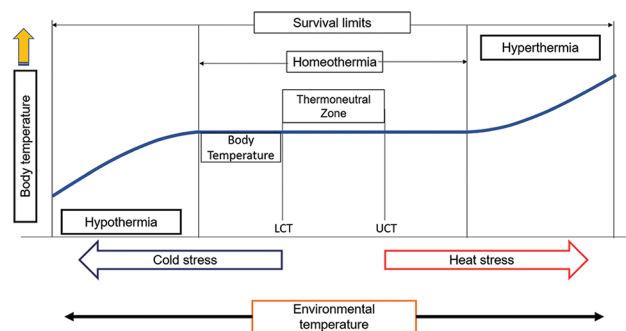 Survival limits
Hyperthermia
Homeothermia
Thermoneutral
Zone
Body temperature
Body
Temperature
Hypothermia
LCT
UCT
Cold stress
Heat stress
Environmental
temperature